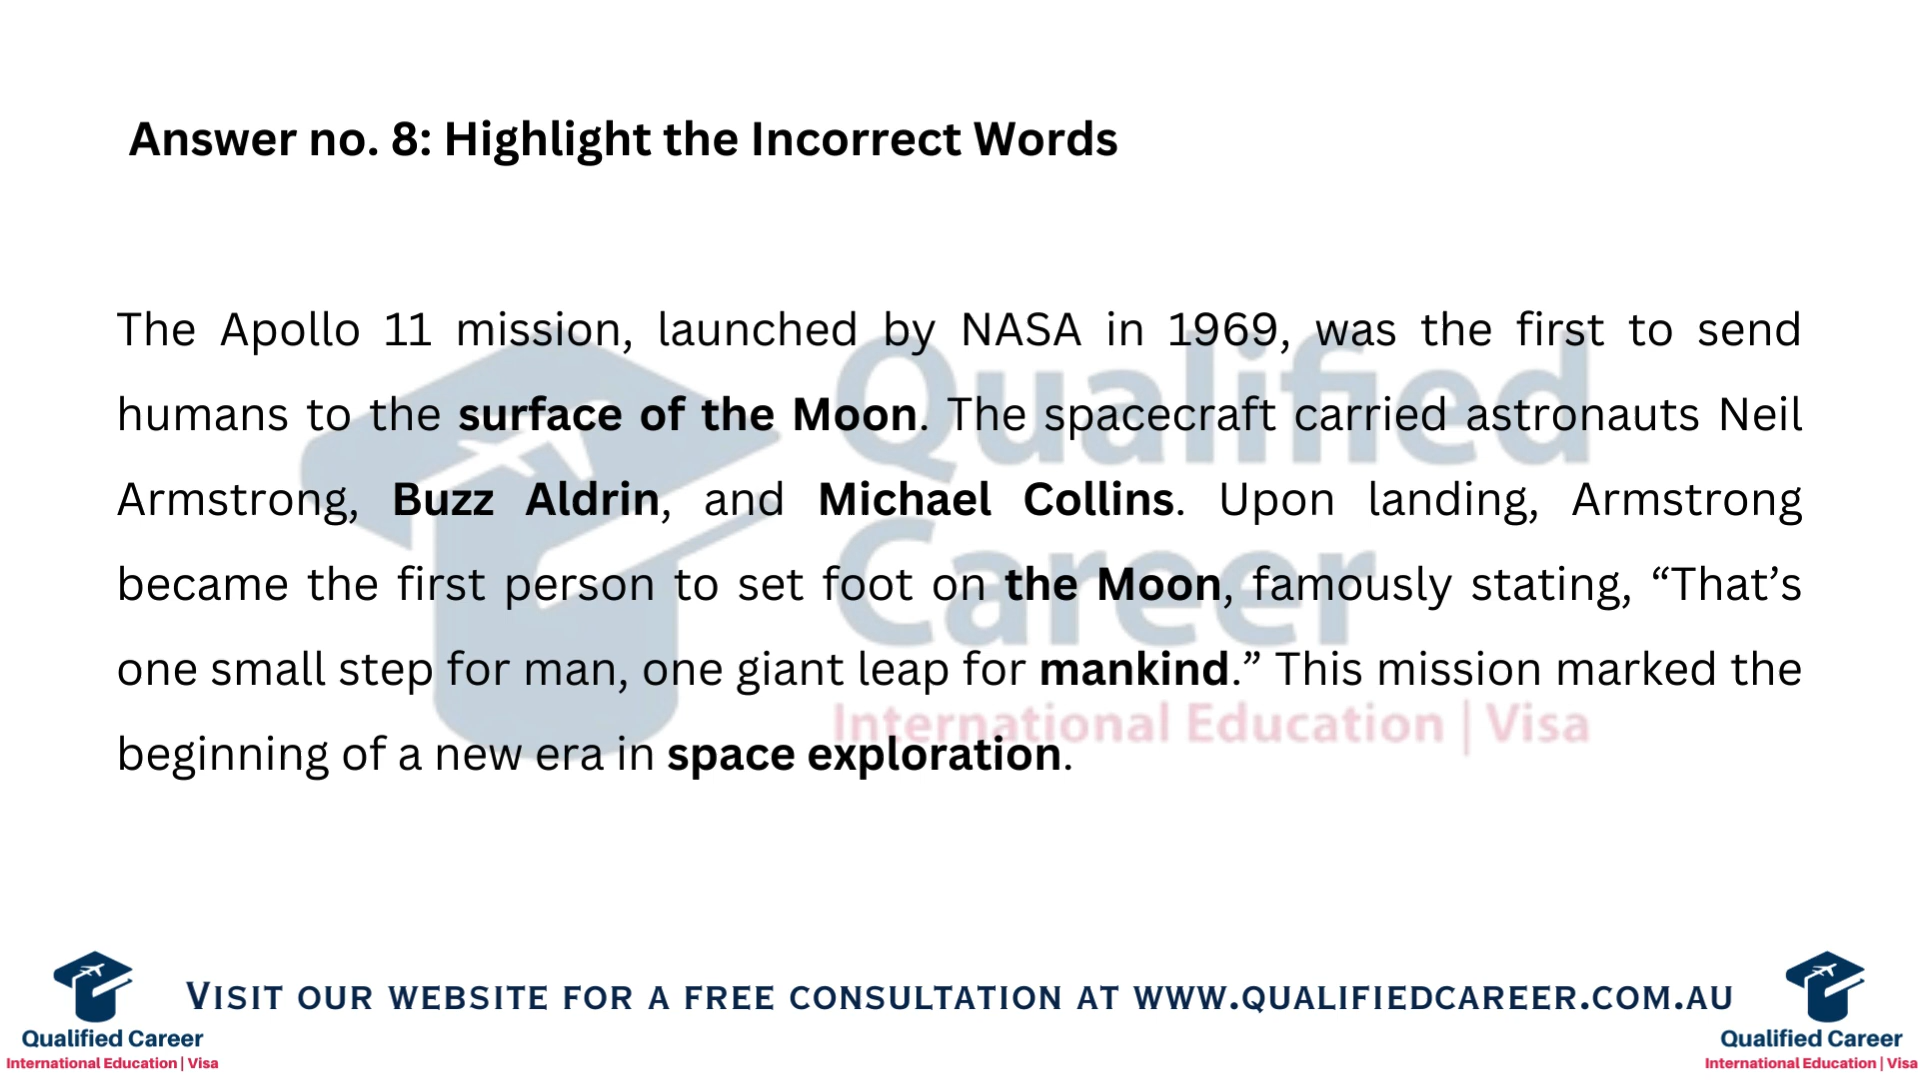 Answer no. 8: Highlight the Incorrect Words
The Apollo 11 mission, launched by NASA in 1969, was the first to send
humans to the surface of the Moon. The spacecraft carried astronauts Neil
Armstrong, Buzz Aldrin, and Michael Collins. Upon landing, Armstrong
became the first person to set foot on the Moon, famously stating, “That’s
one small step for man, one giant leap for mankind.” This mission marked the
beginning of a new era in space exploration.
Qualified
Career
International Education | Visa
VISIT OUR WEBSITE FOR A FREE CONSULTATION AT WWW.QUALIFIEDCAREER.COM.AU
Qualified Career
International Education | Visa
Qualified Career
International Education | Visa